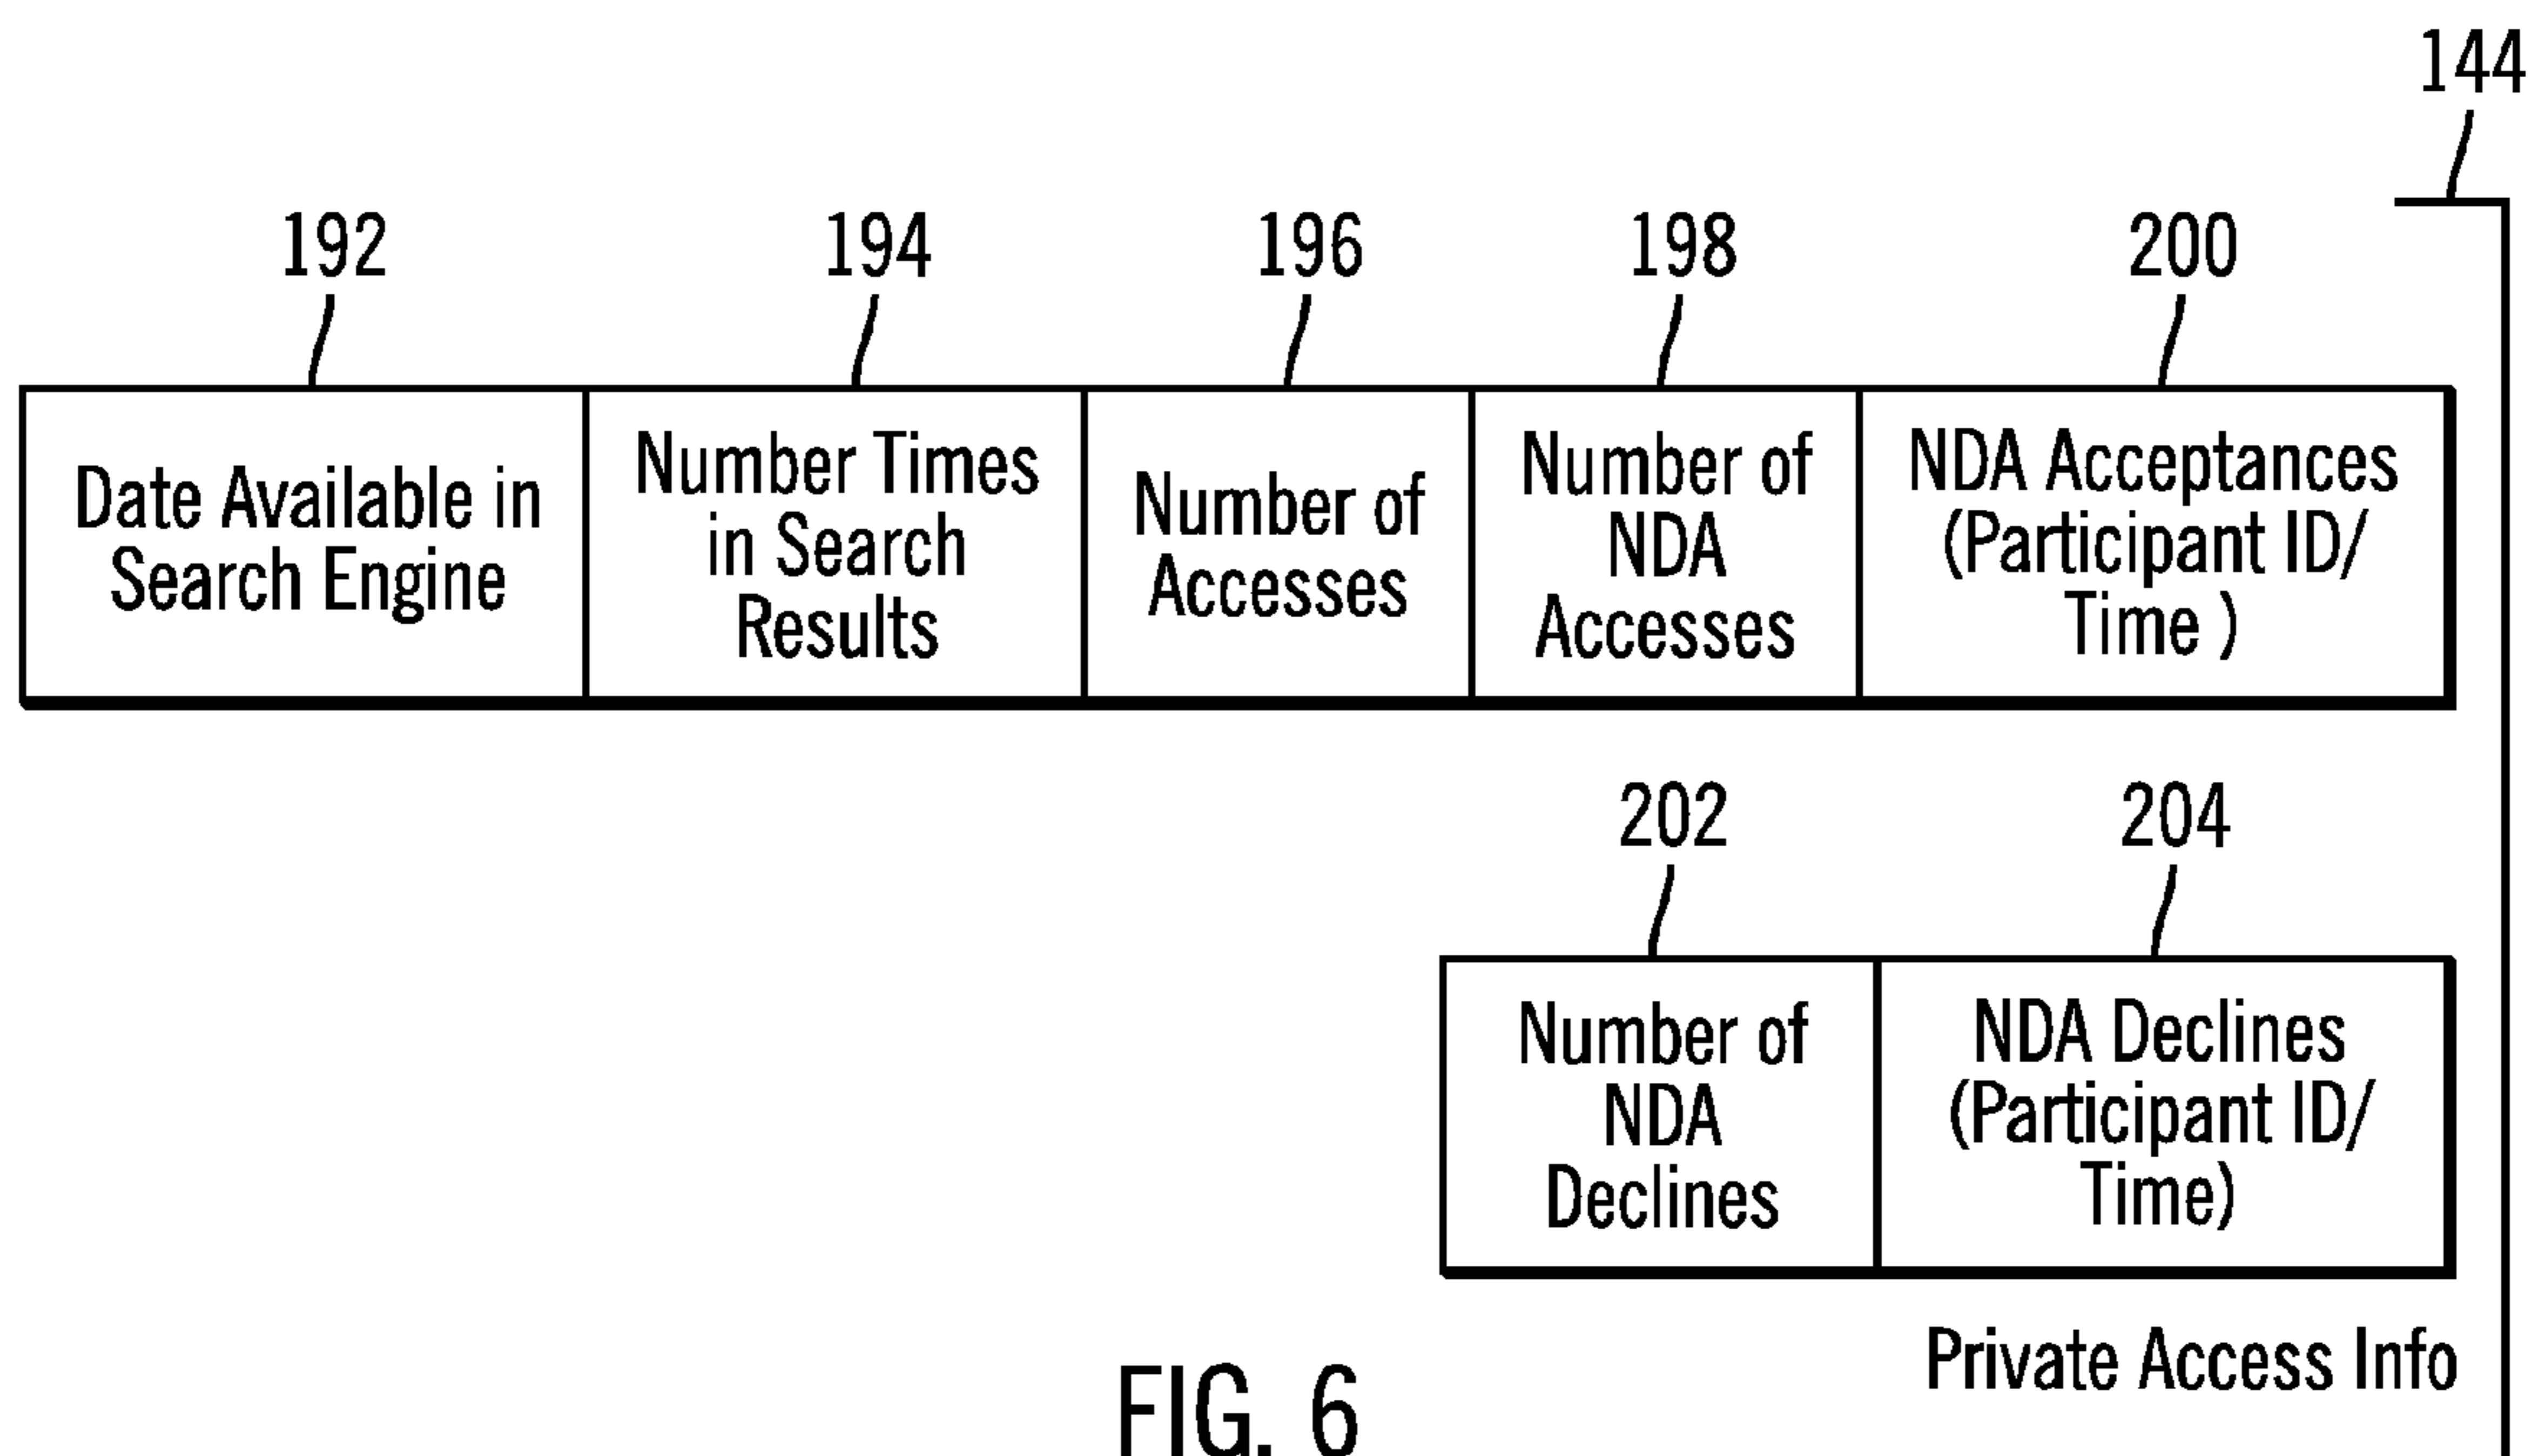 144
192
194
196
198
200
Date Available in
Search Engine
Number Times
in Search
Results
Number of
Accesses
Number of
NDA
Accesses
NDA Acceptances
(Participant ID/
Time )
202
204
Number of
NDA
Declines
NDA Declines
(Participant ID/
Time)
Private Access Info
FIG. 6